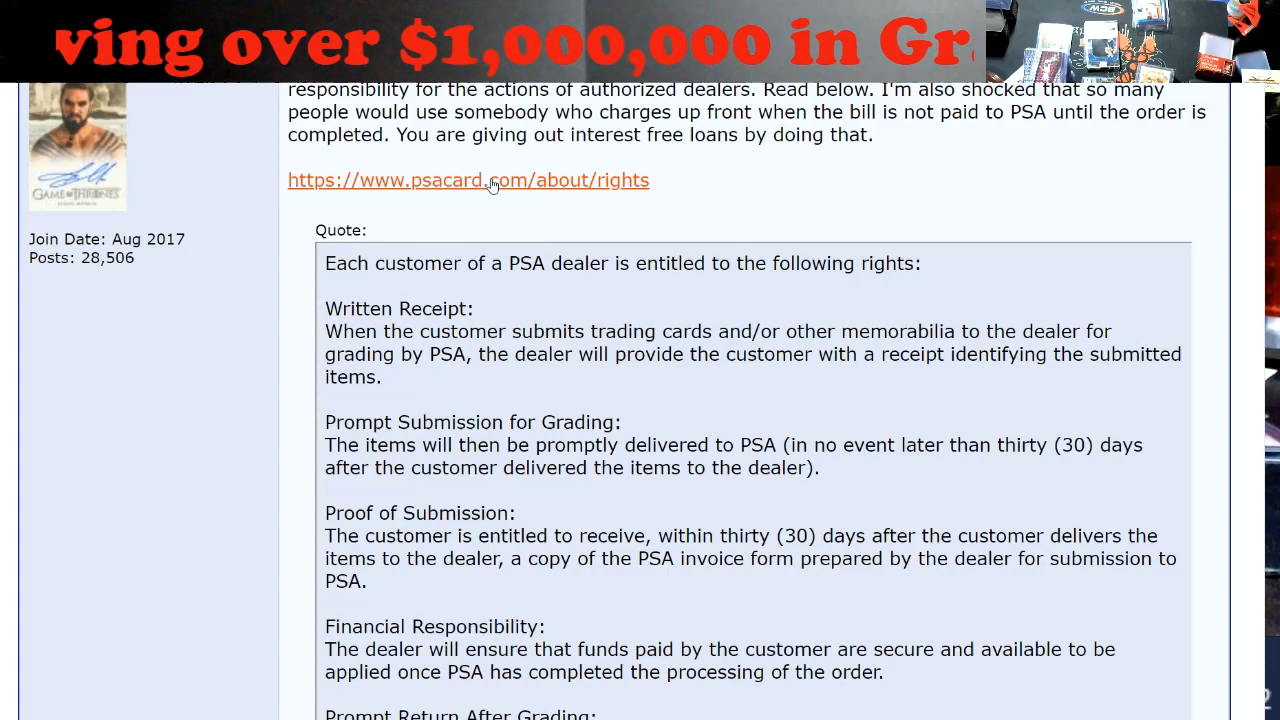 ving over $1,000,000 in Gr
BCW
responsibility for the actions of authorized dealers. Read below. I'm also shocked that so many
people would use somebody who charges up front when the bill is not paid to PSA until the order is
completed. You are giving out interest free loans by doing that.
https://www.psacard.com/about/rights
GAME OF THRONES
Join Date: Aug 2017
Posts: 28,506
Quote:
Each customer of a PSA dealer is entitled to the following rights:
Written Receipt:
When the customer submits trading cards and/or other memorabilia to the dealer for
grading by PSA, the dealer will provide the customer with a receipt identifying the submitted
items.
Prompt Submission for Grading:
The items will then be promptly delivered to PSA (in no event later than thirty (30) days
after the customer delivered the items to the dealer).
Proof of Submission:
The customer is entitled to receive, within thirty (30) days after the customer delivers the
items to the dealer, a copy of the PSA invoice form prepared by the dealer for submission to
PSA.
Financial Responsibility:
The dealer will ensure that funds paid by the customer are secure and available to be
applied once PSA has completed the processing of the order.
Prompt Return After Grading: